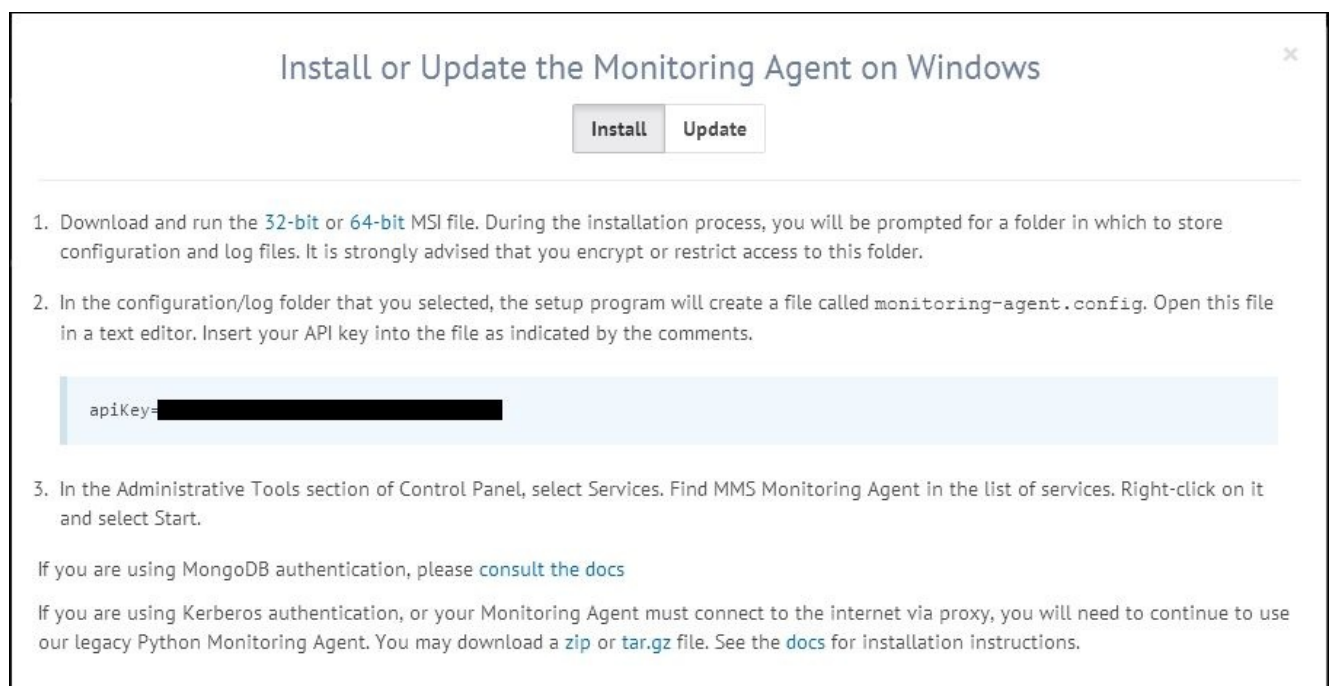 Install or Update the Monitoring Agent on Windows
×
Install Update
1. Download and run the 32-bit or 64-bit MSI file. During the installation process, you will be prompted for a folder in which to store
configuration and log files. It is strongly advised that you encrypt or restrict access to this folder.
2. In the configuration/log folder that you selected, the setup program will create a file called monitoring-agent.config. Open this file
in a text editor. Insert your API key into the file as indicated by the comments.
apiKey=
3. In the Administrative Tools section of Control Panel, select Services. Find MMS Monitoring Agent in the list of services. Right-click on it
and select Start.
If you are using MongoDB authentication, please consult the docs
If you are using Kerberos authentication, or your Monitoring Agent must connect to the internet via proxy, you will need to continue to use
our legacy Python Monitoring Agent. You may download a zip or tar.gz file. See the docs for installation instructions.